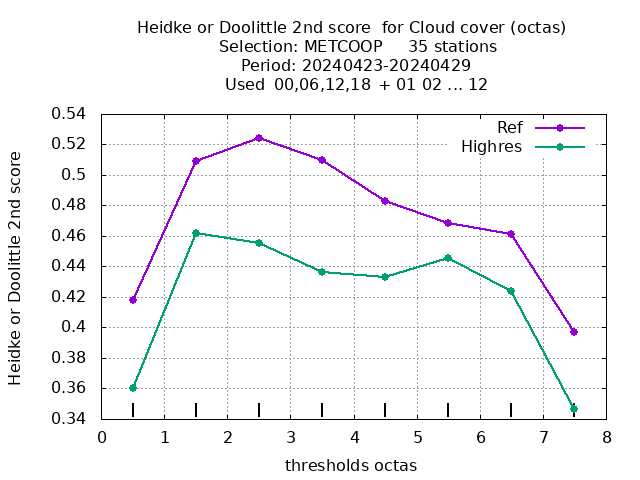 Heidke or Doolittle 2nd score  for Cloud cover (octas)
Selection: METCOOP     35 stations
Period: 20240423-20240429
Used  00,06,12,18 + 01 02 ... 12
Ref
Highres
Heidke or Doolittle 2nd score
0.54
0.52
0.5
0.48
0.46
0.44
0.42
0.4
0.38
0.36
0.34
0 1 2 3 4 5 6 7 8
thresholds octas